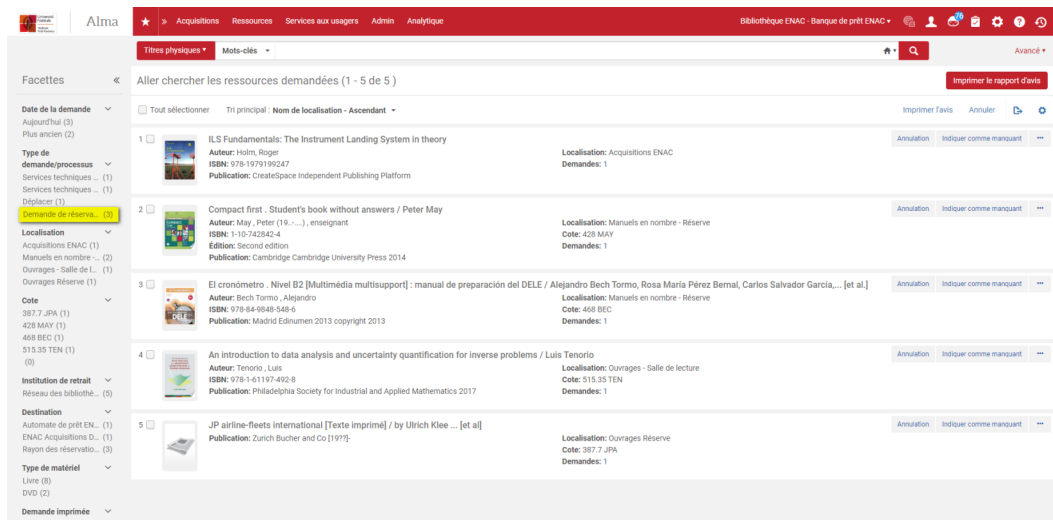 Alma
» Acquisitions Ressources Services aux usagers Admin Analytique
Bibliothèque ENAC - Banque de prêt ENAC
76
Titres physiques Mots-clés
Avancé
Facettes «
Aller chercher les ressources demandées (1 - 5 de 5 )
Imprimer le rapport d'avis
Tout sélectionner Tri principal : Nom de localisation - Ascendant
Imprimer l'avis Annuler
Date de la demande
Aujourd'hui (3)
Plus ancien (2)
Type de
demande/processus
Services techniques ... (1)
Services techniques ... (1)
Déplacer (1)
Demande de réserva... (3)
Localisation
Acquisitions ENAC (1)
Manuels en nombre -... (2)
Ouvrages - Salle de l... (1)
Ouvrages Réserve (1)
Cote
387.7 JPA (1)
428 MAY (1)
468 BEC (1)
515.35 TEN (1)
(0)
Institution de retrait
Réseau des bibliothè... (5)
Destination
Automate de prêt EN... (1)
ENAC Acquisitions D... (1)
Rayon des réservatio... (3)
Type de matériel
Livre (8)
DVD (2)
Demande imprimée
1
ILS Fundamentals: The Instrument Landing System in theory
Auteur: Holm, Roger
ISBN: 978-1979199247
Publication: CreateSpace Independent Publishing Platform
Localisation: Acquisitions ENAC
Demandes: 1
Annulation Indiquer comme manquant ...
2
Compact first . Student's book without answers / Peter May
Auteur: May , Peter (19..-....) , enseignant
ISBN: 1-10-742842-4
Édition: Second edition
Publication: Cambridge Cambridge University Press 2014
Localisation: Manuels en nombre - Réserve
Cote: 428 MAY
Demandes: 1
Annulation Indiquer comme manquant ...
3
El cronómetro . Nivel B2 [Multimédia multisupport] : manual de preparación del DELE / Alejandro Bech Tormo, Rosa María Pérez Bernal, Carlos Salvador García,... [et al.]
Auteur: Bech Tormo , Alejandro
ISBN: 978-84-9848-548-6
Publication: Madrid Edinumen 2013 copyright 2013
Localisation: Manuels en nombre - Réserve
Cote: 468 BEC
Demandes: 1
Annulation Indiquer comme manquant ...
4
An introduction to data analysis and uncertainty quantification for inverse problems / Luis Tenorio
Auteur: Tenorio , Luis
ISBN: 978-1-61197-492-8
Publication: Philadelphia Society for Industrial and Applied Mathematics 2017
Localisation: Ouvrages - Salle de lecture
Cote: 515.35 TEN
Demandes: 1
Annulation Indiquer comme manquant ...
5
JP airline-fleets international [Texte imprimé] / by Ulrich Klee ... [et al]
Publication: Zurich Bucher and Co [19??]-
Localisation: Ouvrages Réserve
Cote: 387.7 JPA
Demandes: 1
Annulation Indiquer comme manquant ...